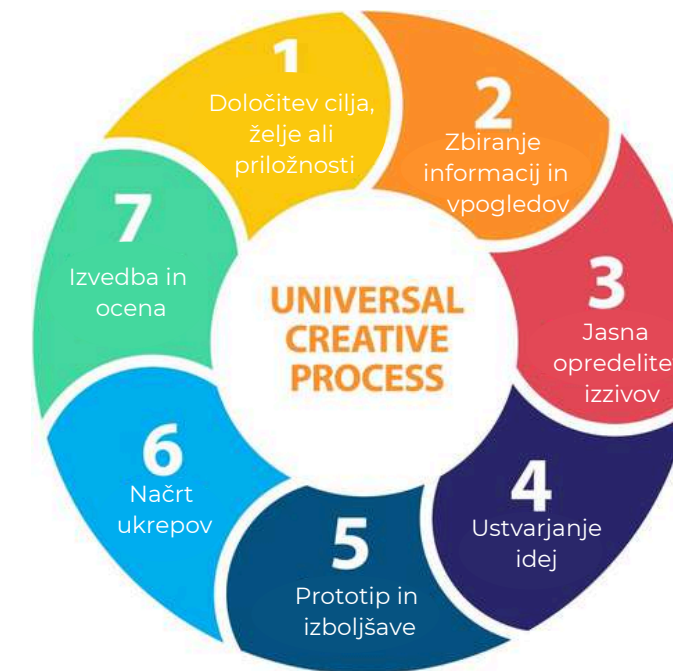 1
Določitev cilja,
želje ali
priložnosti
2
Zbiranje
informacij in
vpogledov
3
Jasna
izzivov
4
Ustvarjanje
idej
5
Prototip in
izboljšave
6
Načrt
ukrepov
7
Izvedba in
ocena
UNIVERSAL
CREATIVE
PROCESS